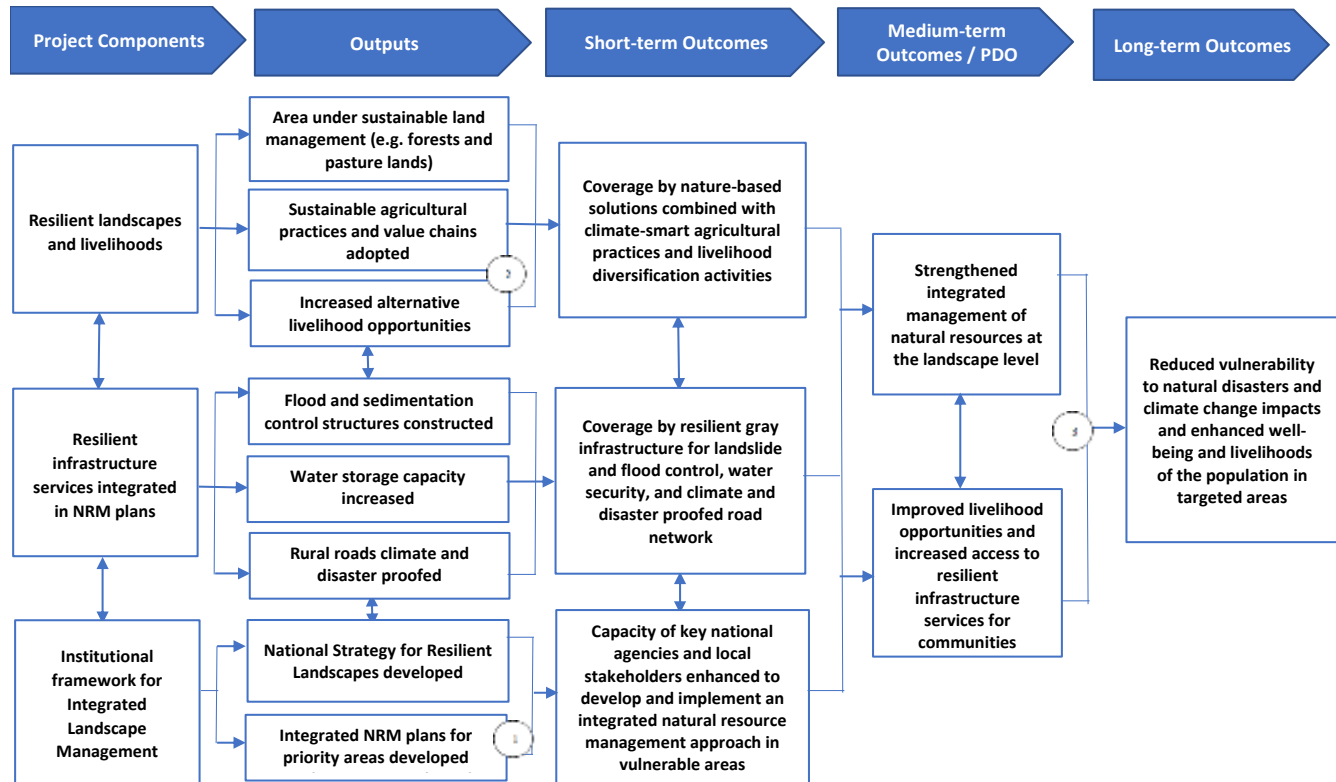 Project Components
Outputs
Short-term Outcomes
Medium-term
Outcomes / PDO
Long-term Outcomes
Resilient landscapes
and livelihoods
Resilient
infrastructure
services integrated
in NRM plans
Institutional
framework for
Integrated
Landscape
Management
Area under sustainable land
management (e.g. forests and
pasture lands)
Sustainable agricultural
practices and value chains
adopted
2
Increased alternative
livelihood opportunities
Flood and sedimentation
control structures constructed
Water storage capacity
increased
Rural roads climate and
disaster proofed
National Strategy for Resilient
Landscapes developed
Integrated NRM plans for
priority areas developed
1
Coverage by nature-based
solutions combined with
climate-smart agricultural
practices and livelihood
diversification activities
Coverage by resilient gray
infrastructure for landslide
and flood control, water
security, and climate and
disaster proofed road
network
Capacity of key national
agencies and local
stakeholders enhanced to
develop and implement an
integrated natural resource
management approach in
vulnerable areas
Strengthened
integrated
management of
natural resources at
the landscape level
Improved livelihood
opportunities and
increased access to
resilient
infrastructure
services for
communities
Reduced vulnerability
to natural disasters and
climate change impacts
and enhanced well-
being and livelihoods
of the population in
targeted areas